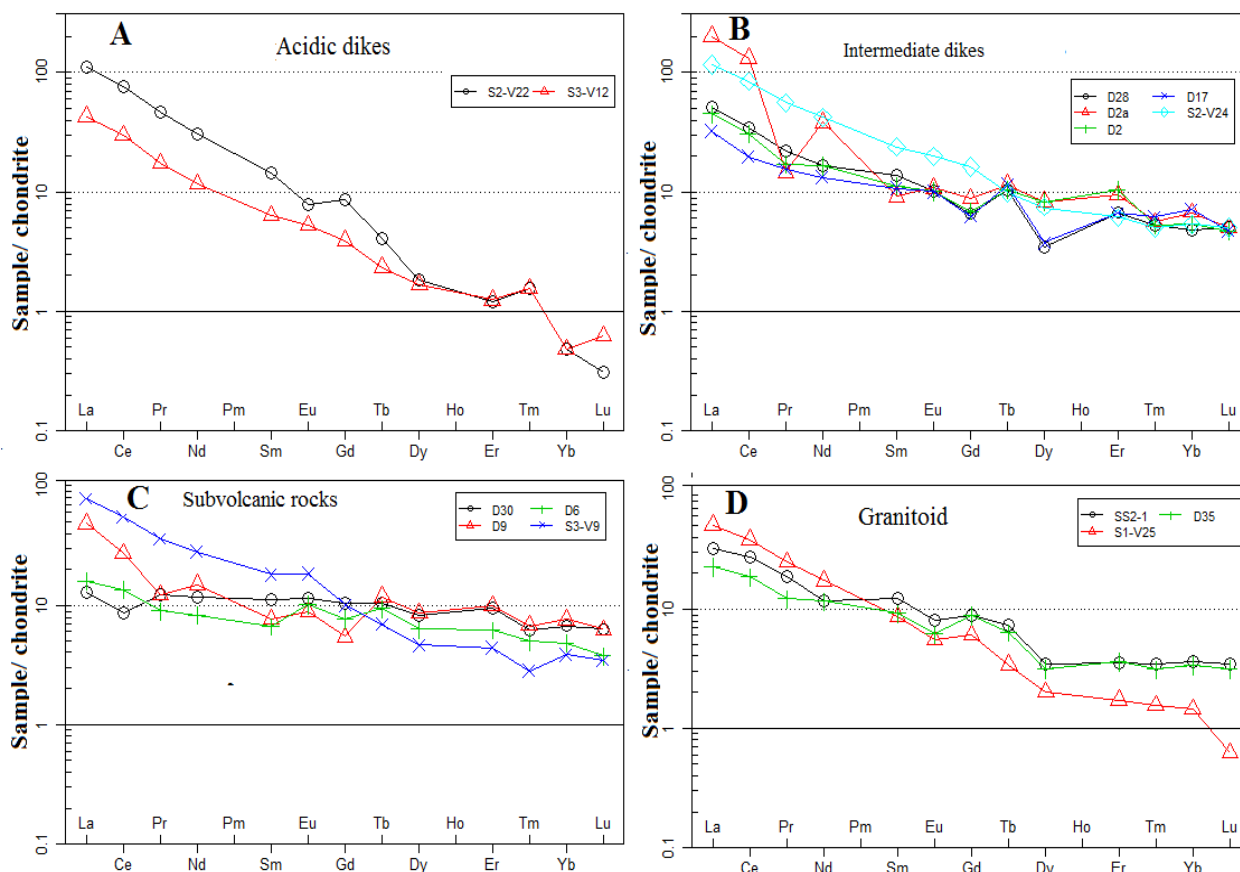 A
Acidic dikes
S2-V22 S3-V12
Sample/ chondrite
100
10
1
0.1
La Pr Pm Eu Tb Ho Tm Lu
Ce Nd Sm Gd Dy Er Yb
B
Intermediate dikes
D28 D17
D2a S2-V24
D2
Sample/ chondrite
100
10
1
0.1
La Pr Pm Eu Tb Ho Tm Lu
Ce Nd Sm Gd Dy Er Yb
C
Subvolcanic rocks
D30 D6
D9 S3-V9
Sample/ chondrite
100
10
1
0.1
La Pr Pm Eu Tb Ho Tm Lu
Ce Nd Sm Gd Dy Er Yb
D
Granitoid
SS2-1 D35
S1-V25
Sample/ chondrite
100
10
1
0.1
La Pr Pm Eu Tb Ho Tm Lu
Ce Nd Sm Gd Dy Er Yb